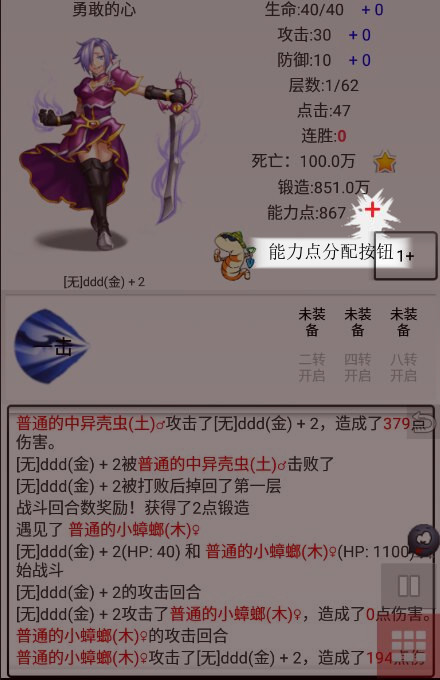 勇敢的心
生命:40/40 + 0
攻击:30 + 0
防御:10 + 0
层数:1/62
点击:47
连胜:0
死亡：100.0万
锻造:851.0万
能力点:867 +
能力点分配按钮
1+
[无]ddd(金) + 2
一击
未装备 未装备 未装备
二转开启 四转开启 八转开启
普通的中异壳虫(土)♂攻击了[无]ddd(金) + 2，造成了379点
伤害。
[无]ddd(金) + 2被普通的中异壳虫(土)♂击败了
[无]ddd(金) + 2被打败后掉回了第一层
战斗回合数奖励！获得了2点锻造
遇见了 普通的小蟑螂(木)♀
[无]ddd(金) + 2(HP: 40) 和 普通的小蟑螂(木)♀(HP: 1100)
始战斗
[无]ddd(金) + 2的攻击回合
[无]ddd(金) + 2攻击了普通的小蟑螂(木)♀，造成了0点伤害。
普通的小蟑螂(木)♀的攻击回合
普通的小蟑螂(木)♀攻击了[无]ddd(金) + 2，造成了194点伤